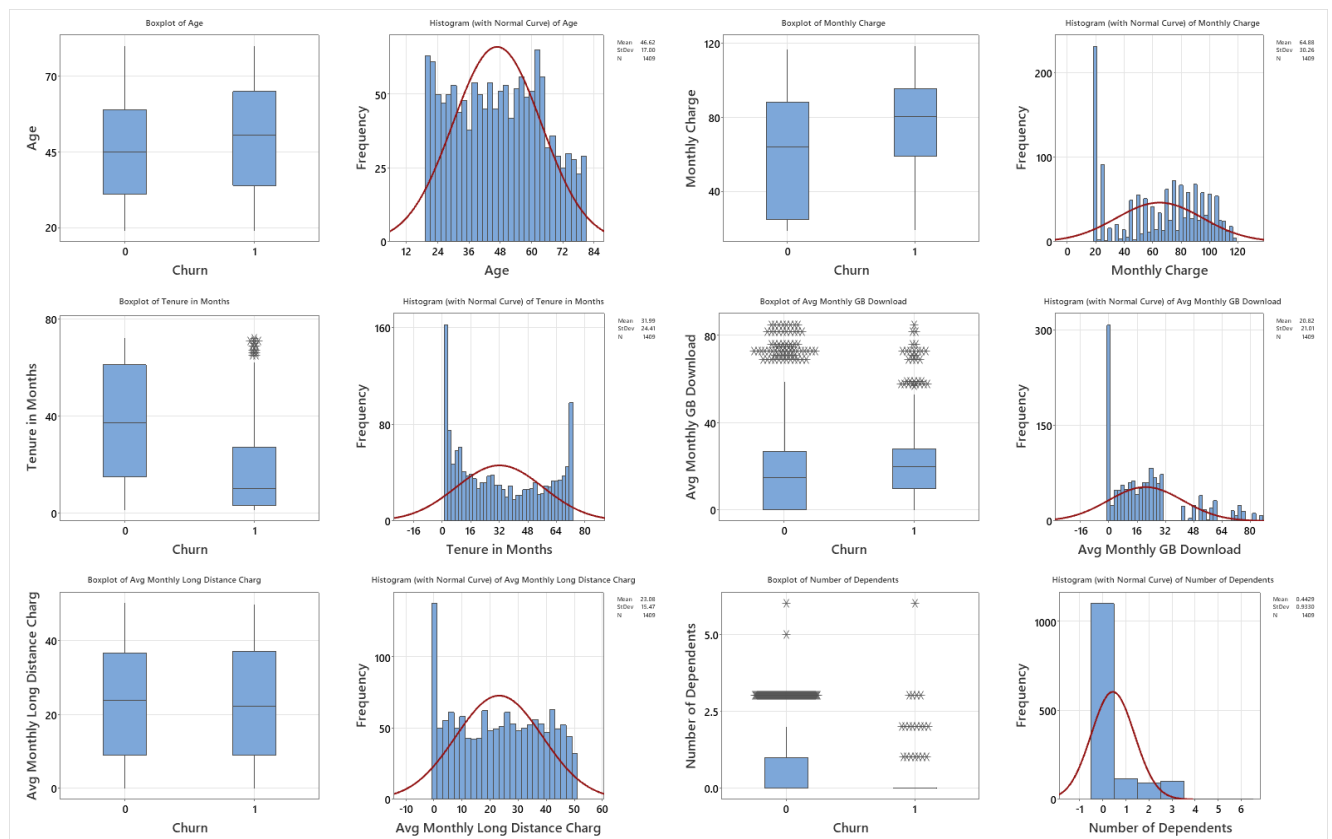 Boxplot of Age
Age
70
45
20
0 1
Churn
Histogram (with Normal Curve) of Age
Mean 46.62
StDev 17.00
N 1409
Frequency
50
25
0
12 24 36 48 60 72 84
Age
Boxplot of Monthly Charge
Monthly Charge
120
80
40
0 1
Churn
Histogram (with Normal Curve) of Monthly Charge
Mean 64.88
StDev 30.26
N 1409
Frequency
200
100
0
0 20 40 60 80 100 120
Monthly Charge
Boxplot of Tenure in Months
Tenure in Months
80
40
0
0 1
Churn
Histogram (with Normal Curve) of Tenure in Months
Mean 31.99
StDev 24.41
N 1409
Frequency
160
80
0
-16 0 16 32 48 64 80
Tenure in Months
Boxplot of Avg Monthly GB Download
Avg Monthly GB Download
80
40
0
0 1
Churn
Histogram (with Normal Curve) of Avg Monthly GB Download
Mean 20.82
StDev 21.01
N 1409
Frequency
300
150
0
-16 0 16 32 48 64 80
Avg Monthly GB Download
Boxplot of Avg Monthly Long Distance Charg
Avg Monthly Long Distance Charg
40
20
0
0 1
Churn
Histogram (with Normal Curve) of Avg Monthly Long Distance Charg
Mean 23.08
StDev 15.47
N 1409
Frequency
100
50
0
-10 0 10 20 30 40 50 60
Avg Monthly Long Distance Charg
Boxplot of Number of Dependents
Number of Dependents
5.0
2.5
0.0
0 1
Churn
Histogram (with Normal Curve) of Number of Dependents
Mean 0.4429
StDev 0.9330
N 1409
Frequency
1000
500
0
-1 0 1 2 3 4 5 6
Number of Dependents